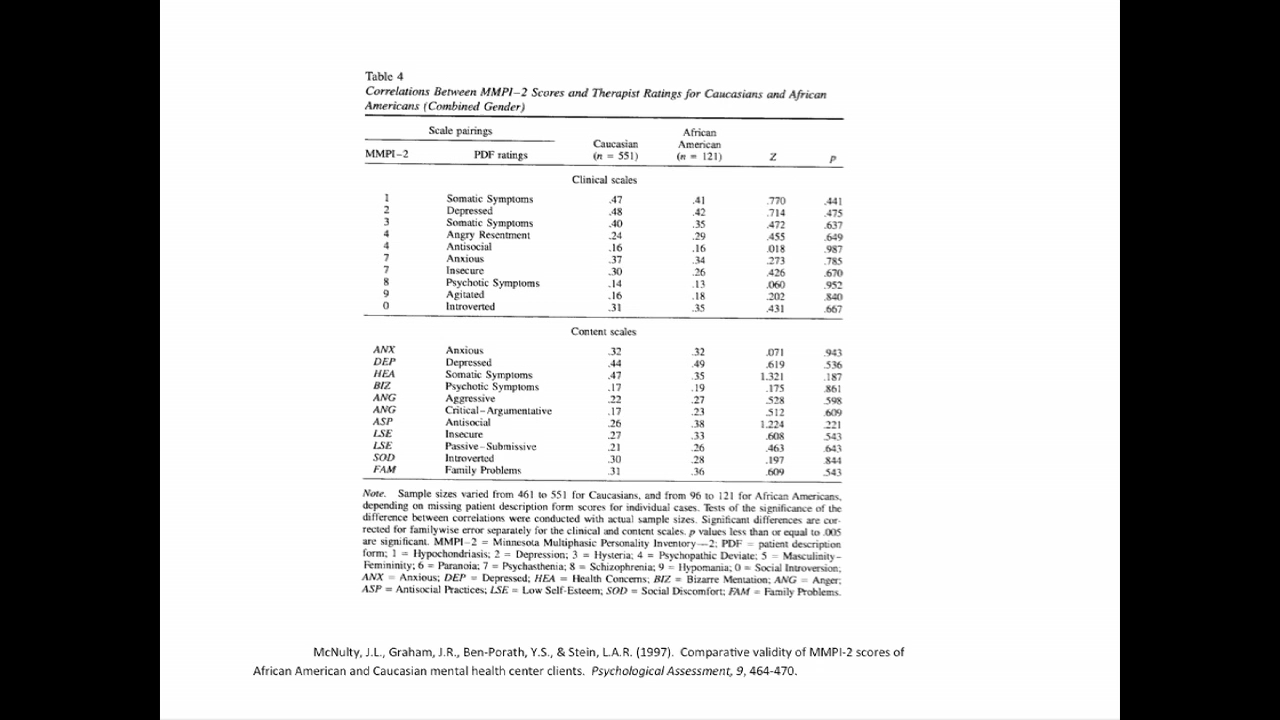 Table 4
Correlations Between MMPI–2 Scores and Therapist Ratings for Caucasians and African
Americans (Combined Gender)
Scale pairings
MMPI–2 PDF ratings Caucasian (n = 551) African American (n = 121) Z p
Clinical scales
1 Somatic Symptoms .47 .41 .770 .441
2 Depressed .48 .42 .714 .475
3 Somatic Symptoms .40 .35 .472 .637
4 Angry Resentment .24 .29 .455 .649
4 Antisocial .16 .16 .018 .987
7 Anxious .37 .34 .273 .785
7 Insecure .30 .26 .426 .670
8 Psychotic Symptoms .14 .13 .060 .952
9 Agitated .16 .18 .202 .840
0 Introverted .31 .35 .431 .667
Content scales
ANX Anxious .32 .32 .071 .943
DEP Depressed .44 .49 .619 .536
HEA Somatic Symptoms .47 .35 1.321 .187
BIZ Psychotic Symptoms .17 .19 .175 .861
ANG Aggressive .22 .27 .528 .598
ANG Critical–Argumentative .17 .23 .512 .609
ASP Antisocial .26 .38 1.224 .221
LSE Insecure .27 .33 .608 .543
LSE Passive–Submissive .21 .26 .463 .643
SOD Introverted .30 .28 .197 .844
FAM Family Problems .31 .36 .609 .543
Note. Sample sizes varied from 461 to 551 for Caucasians, and from 96 to 121 for African Americans,
depending on missing patient description form scores for individual cases. Tests of the significance of the
difference between correlations were conducted with actual sample sizes. Significant differences are cor-
rected for familywise error separately for the clinical and content scales. p values less than or equal to .005
are significant. MMPI–2 = Minnesota Multiphasic Personality Inventory—2; PDF = patient description
form; 1 = Hypochondriasis; 2 = Depression; 3 = Hysteria; 4 = Psychopathic Deviate; 5 = Masculinity–
Femininity; 6 = Paranoia; 7 = Psychasthenia; 8 = Schizophrenia; 9 = Hypomania; 0 = Social Introversion;
ANX = Anxious; DEP = Depressed; HEA = Health Concerns; BIZ = Bizarre Mentation; ANG = Anger;
ASP = Antisocial Practices; LSE = Low Self-Esteem; SOD = Social Discomfort; FAM = Family Problems.
McNulty, J.L., Graham, J.R., Ben-Porath, Y.S., & Stein, L.A.R. (1997). Comparative validity of MMPI-2 scores of
African American and Caucasian mental health center clients. Psychological Assessment, 9, 464-470.